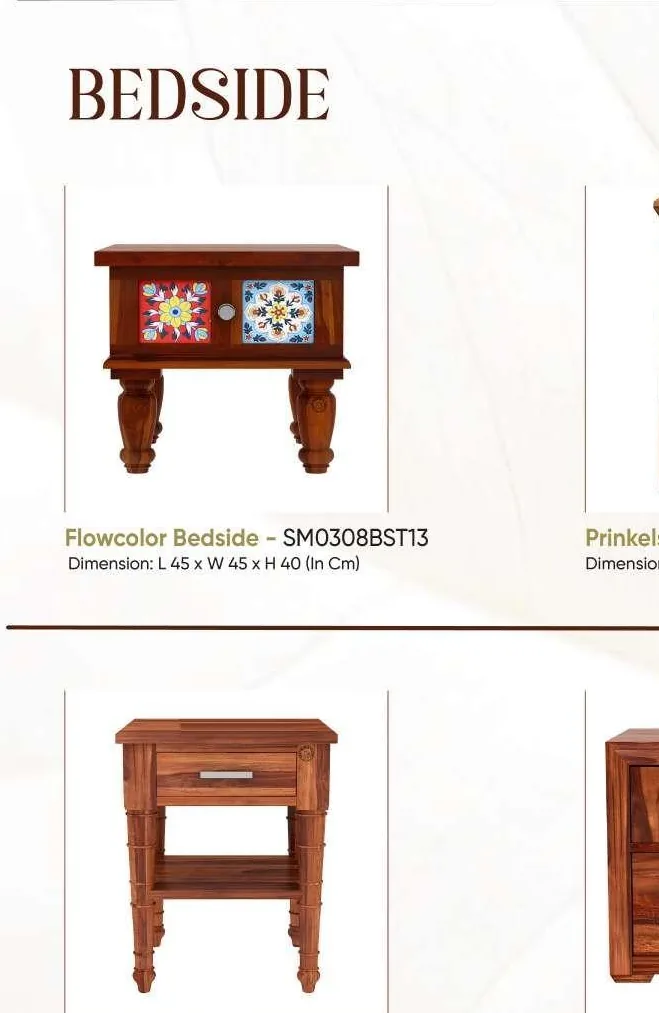 BEDSIDE
Flowcolor Bedside - SM0308BST13
Dimension: L 45 x W 45 x H 40 (In Cm)